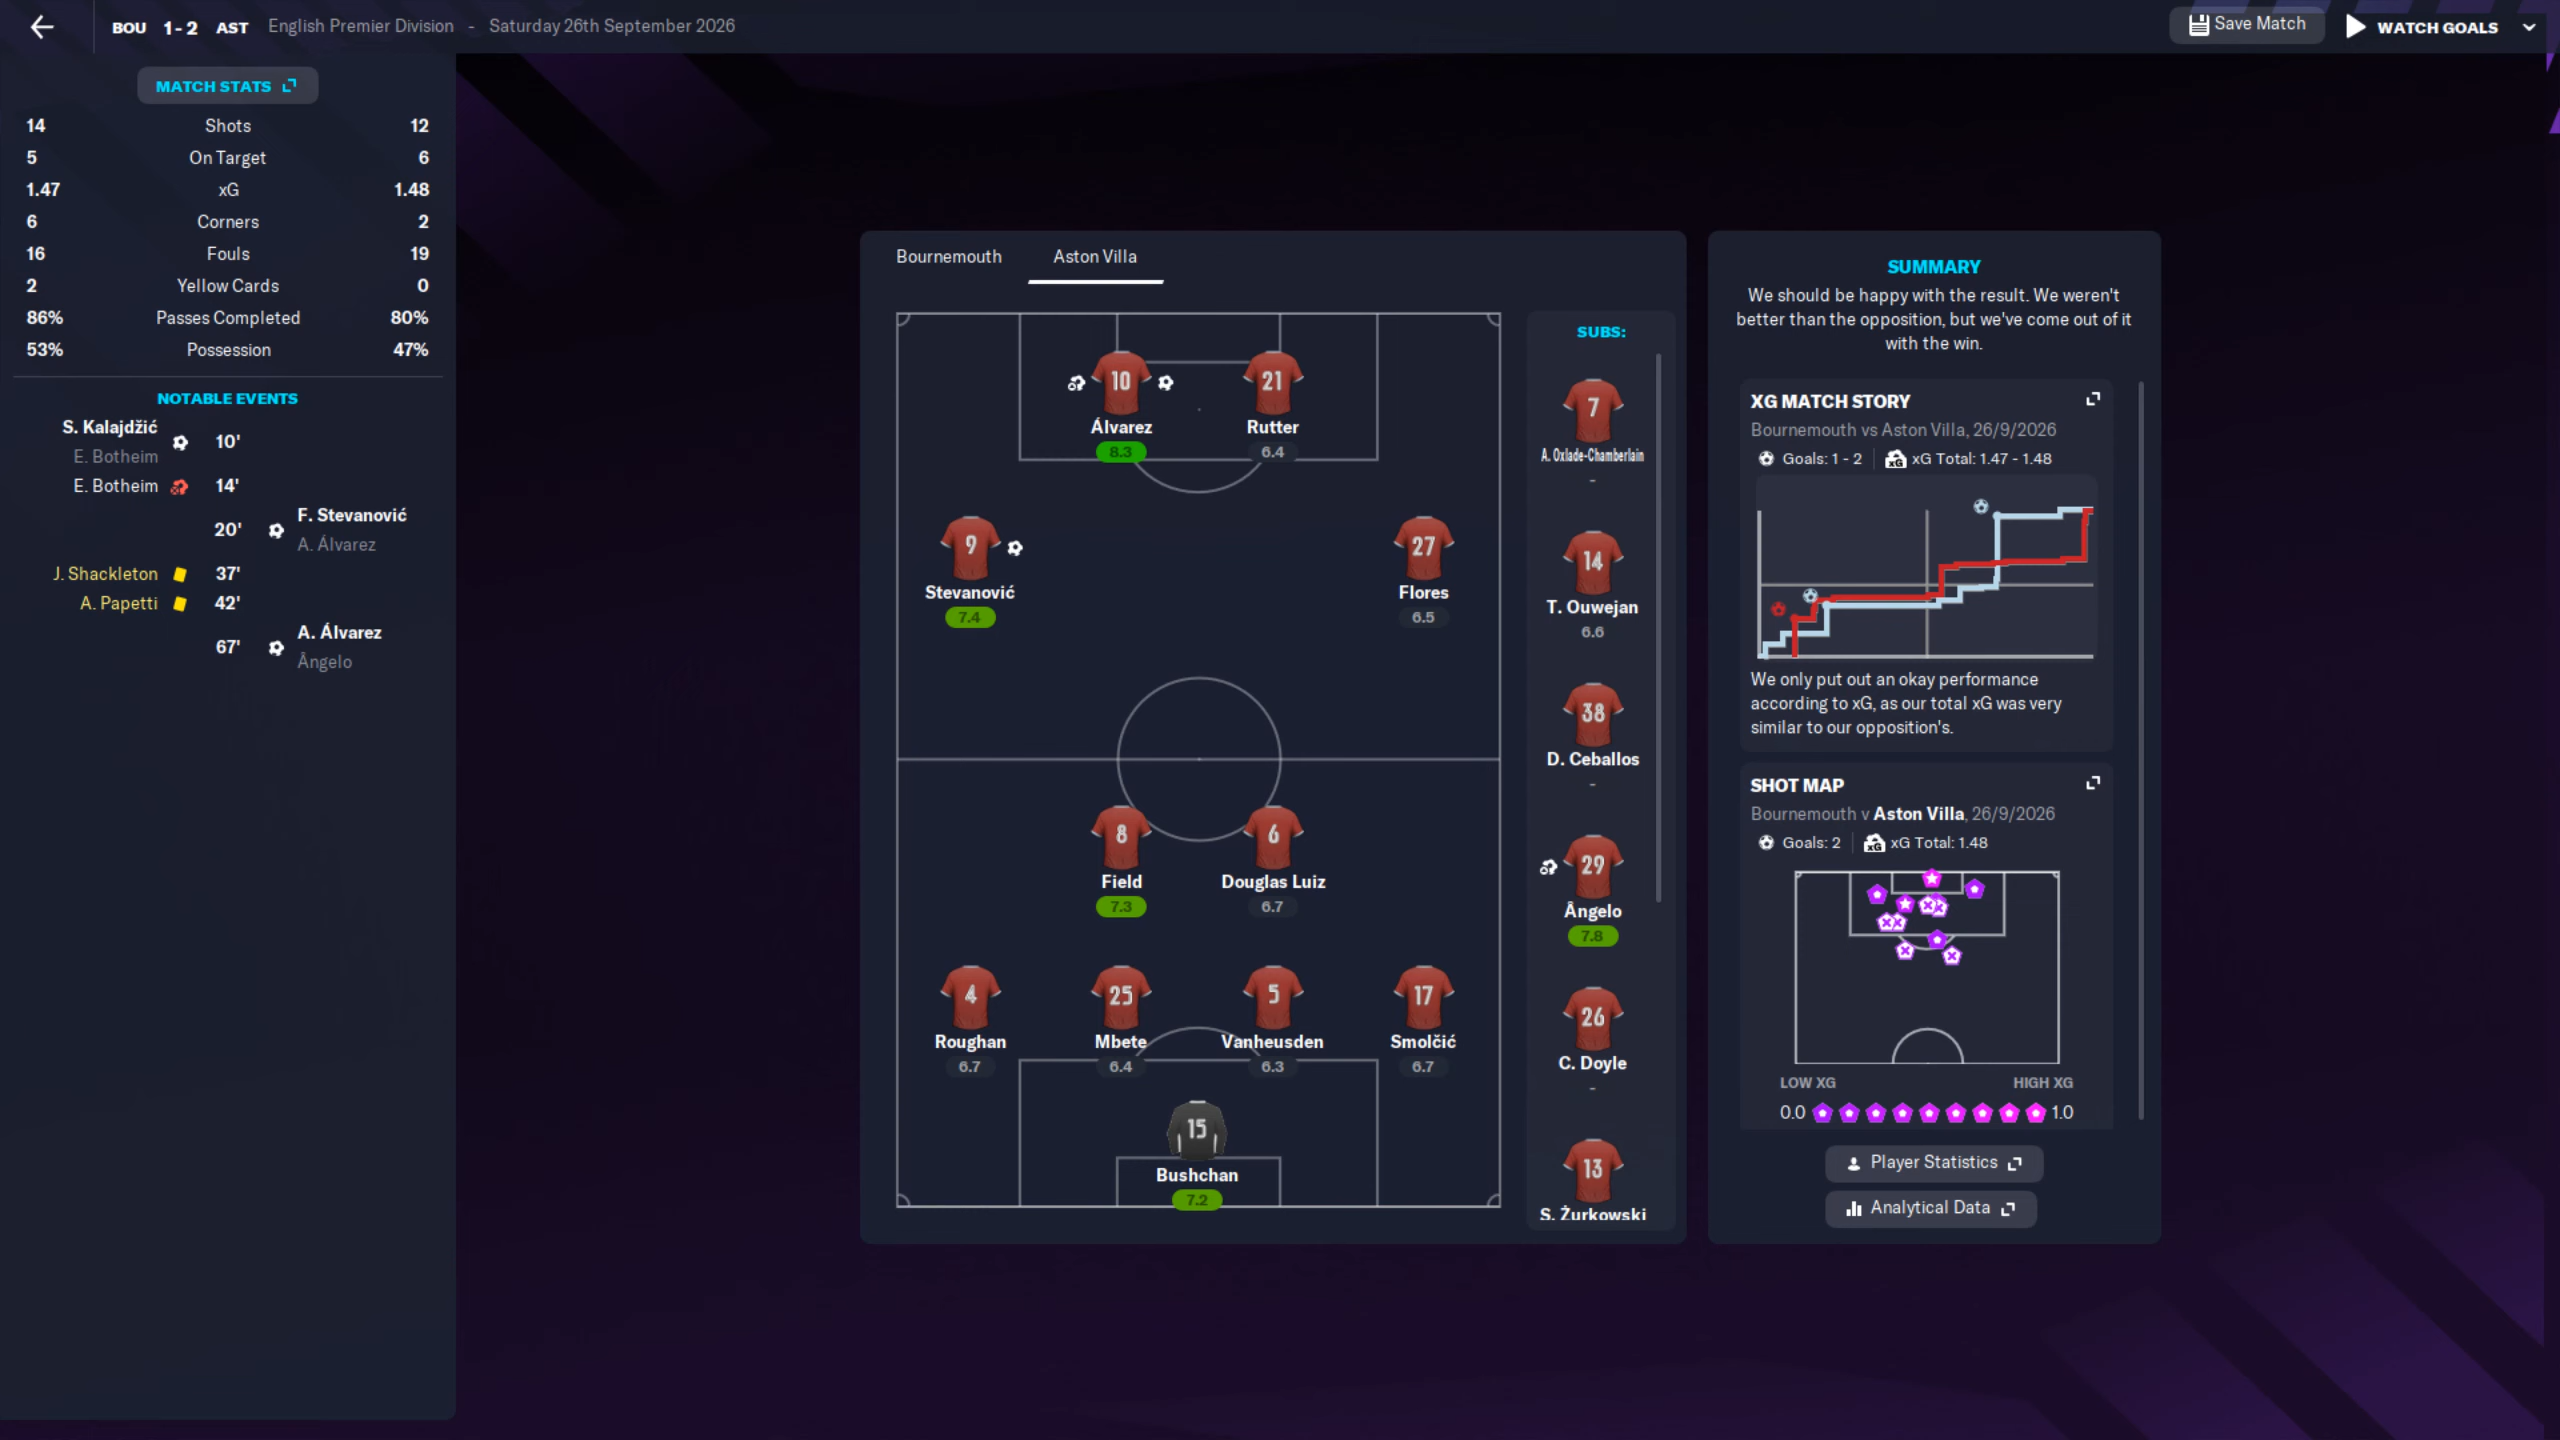 BOU 1 - 2 AST English Premier Division - Saturday 26th September 2026
Save Match
WATCH GOALS
MATCH STATS
14 Shots 12
5 On Target 6
1.47 xG 1.48
6 Corners 2
16 Fouls 19
2 Yellow Cards 0
86% Passes Completed 80%
53% Possession 47%
NOTABLE EVENTS
S. Kalajdžić 10'
E. Botheim
E. Botheim 14'
20' F. Stevanović
A. Álvarez
J. Shackleton 37'
A. Papetti 42'
67' A. Álvarez
Ângelo
Bournemouth Aston Villa
10 21
Álvarez Rutter
8.3 6.4
9 27
Stevanović Flores
7.4 6.5
8 6
Field Douglas Luiz
7.3 6.7
4 25 5 17
Roughan Mbete Vanheusden Smolčić
6.7 6.4 6.3 6.7
15
Bushchan
7.2
SUBS:
7
A. Oxlade-Chamberlain
-
14
T. Ouwejan
6.6
38
D. Ceballos
-
29
Ângelo
7.8
26
C. Doyle
-
13
S. Żurkowski
SUMMARY
We should be happy with the result. We weren't
better than the opposition, but we've come out of it
with the win.
XG MATCH STORY
Bournemouth vs Aston Villa, 26/9/2026
Goals: 1 - 2 xG xG Total: 1.47 - 1.48
We only put out an okay performance
according to xG, as our total xG was very
similar to our opposition's.
SHOT MAP
Bournemouth v Aston Villa, 26/9/2026
Goals: 2 xG xG Total: 1.48
LOW XG HIGH XG
0.0 1.0
Player Statistics
Analytical Data